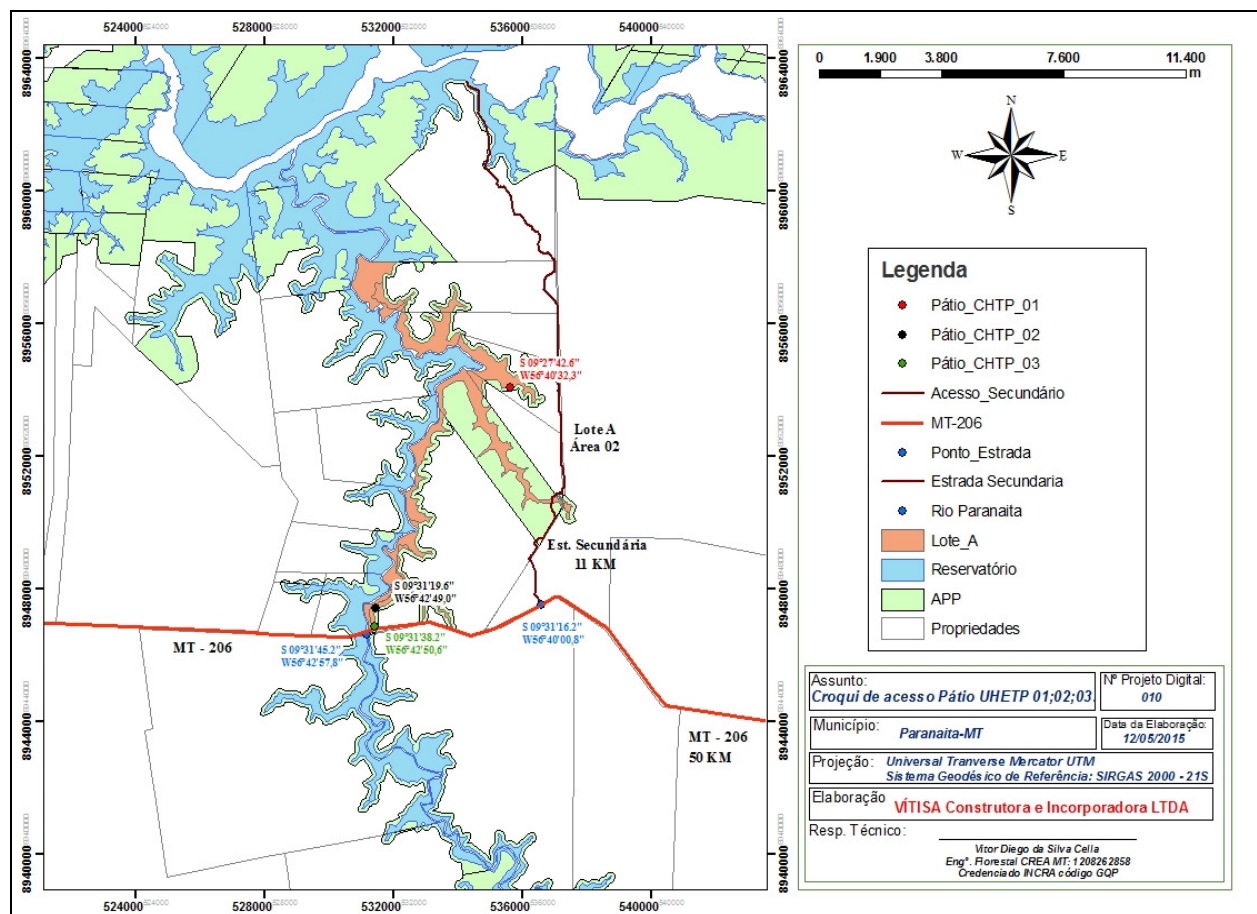 524000 528000 532000 536000 540000
8964000
8960000
8956000
8952000
8948000
8944000
8940000
S 09°27'42.6"
W56°40'32,3"
Lote A
Área 02
Est. Secundária
11 KM
S 09°31'19.6"
W56°42'49,0"
S 09°31'38.2"
W56°42'50,6"
S 09°31'45.2"
W56°42'57,8"
S 09°31'16.2"
W56°40'00,8"
MT - 206
MT - 206
50 KM
524000 528000 532000 536000 540000
0 1.900 3.800 7.600 11.400
m
N
W E
S
Legenda
Pátio_CHTP_01
Pátio_CHTP_02
Pátio_CHTP_03
Acesso_Secundário
MT-206
Ponto_Estrada
Estrada Secundaria
Rio Paranaita
Lote_A
Reservatório
APP
Propriedades
Assunto:
Croqui de acesso Pátio UHETP 01;02;03.
Nº Projeto Digital:
010
Município:
Paranaita-MT
Data da Elaboração:
12/05/2015
Projeção: Universal Tranverse Mercator UTM
Sistema Geodésico de Referência: SIRGAS 2000 - 21S
Elaboração
VÍTISA Construtora e Incorporadora LTDA
Resp. Técnico:
Vitor Diego da Silva Cella
Engº. Florestal CREA MT: 1208262858
Credenciado INCRA código GQP